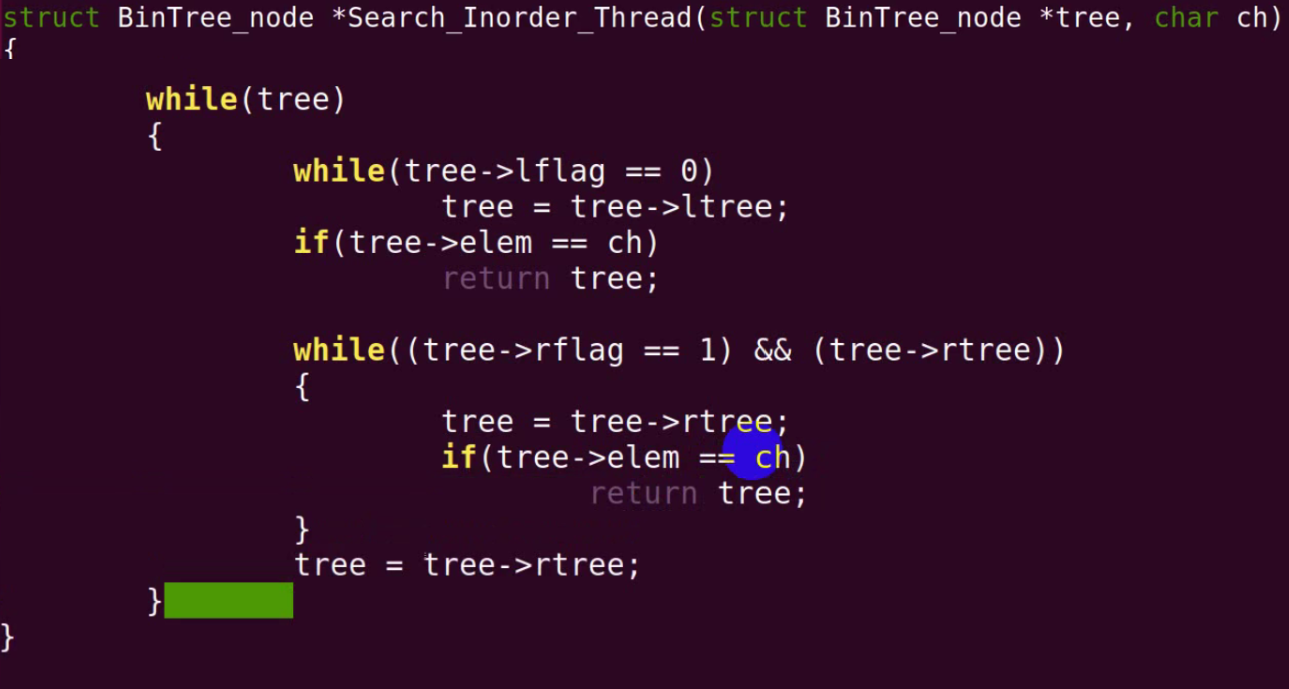 struct BinTree_node *Search_Inorder_Thread(struct BinTree_node *tree, char ch)
{
while(tree)
{
while(tree->lflag == 0)
tree = tree->ltree;
if(tree->elem == ch)
return tree;
while((tree->rflag == 1) && (tree->rtree))
{
tree = tree->rtree;
if(tree->elem == ch)
return tree;
}
tree = tree->rtree;
}
}